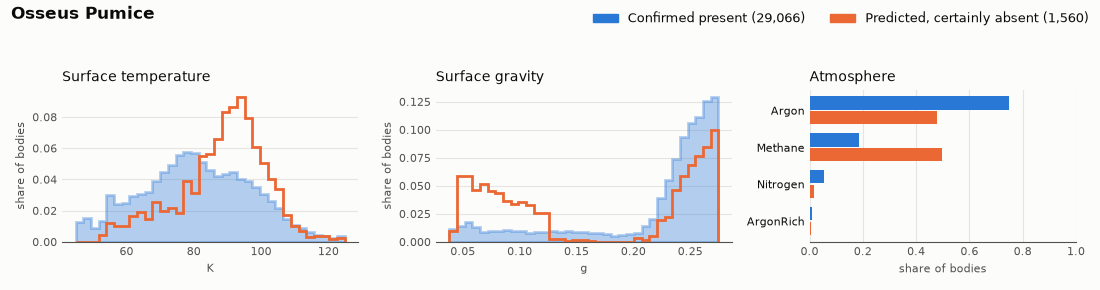 Osseus Pumice
Confirmed present (29,066)
Predicted, certainly absent (1,560)
Surface temperature
share of bodies
0.08
0.06
0.04
0.02
0.00
60 80 100 120
K
Surface gravity
share of bodies
0.125
0.100
0.075
0.050
0.025
0.000
0.05 0.10 0.15 0.20 0.25
g
Atmosphere
Argon
Methane
Nitrogen
ArgonRich
0.0 0.2 0.4 0.6 0.8 1.0
share of bodies